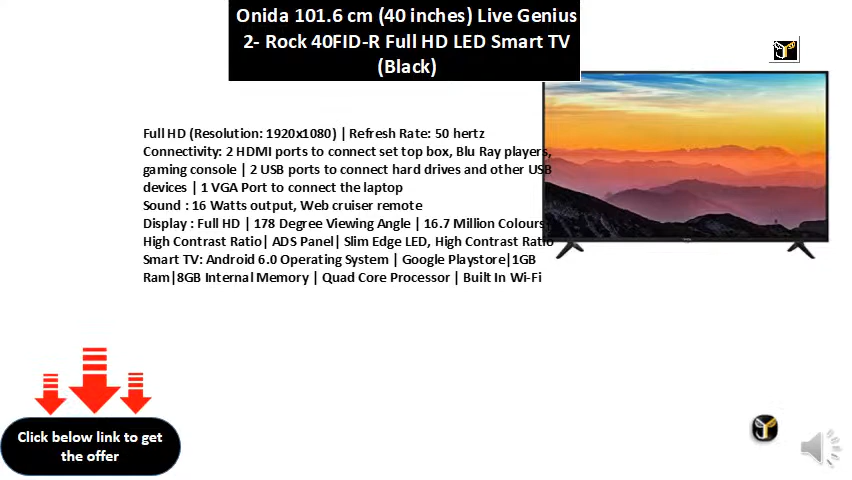 Onida 101.6 cm (40 inches) Live Genius
2- Rock 40FID-R Full HD LED Smart TV
(Black)
Full HD (Resolution: 1920x1080) | Refresh Rate: 50 hertz
Connectivity: 2 HDMI ports to connect set top box, Blu Ray players,
gaming console | 2 USB ports to connect hard drives and other USB
devices | 1 VGA Port to connect the laptop
Sound : 16 Watts output, Web cruiser remote
Display : Full HD | 178 Degree Viewing Angle | 16.7 Million Colours |
High Contrast Ratio| ADS Panel| Slim Edge LED, High Contrast Ratio
Smart TV: Android 6.0 Operating System | Google Playstore|1GB
Ram|8GB Internal Memory | Quad Core Processor | Built In Wi-Fi
Click below link to get
the offer